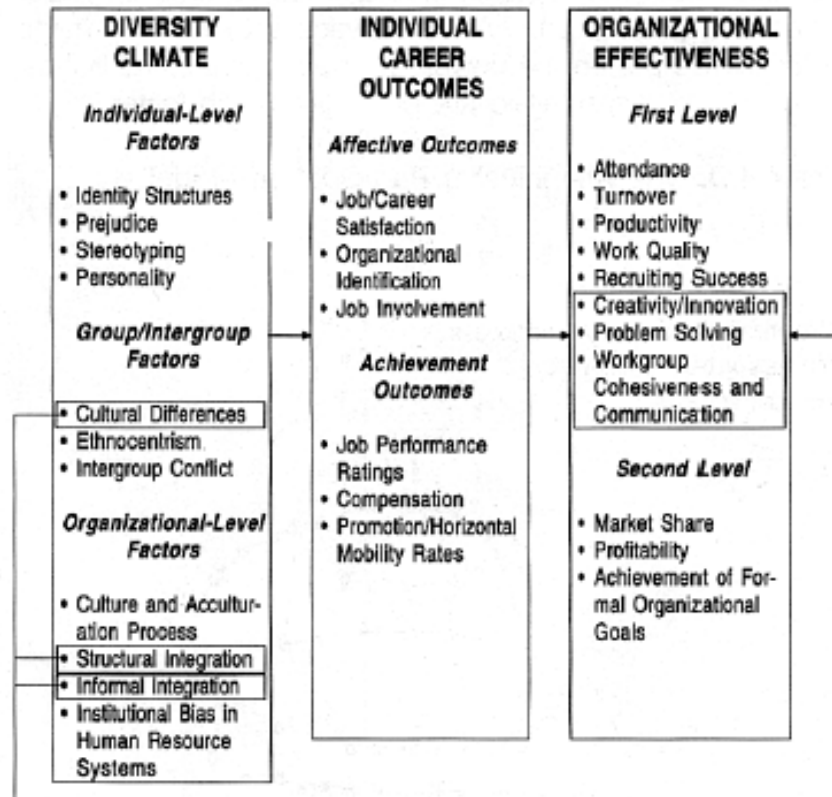 DIVERSITY
CLIMATE
Individual-Level
Factors
• Identity Structures
• Prejudice
• Stereotyping
• Personality
Group/Intergroup
Factors
• Cultural Differences
• Ethnocentrism
• Intergroup Conflict
Organizational-Level
Factors
• Culture and Accultur-
ation Process
• Structural Integration
• Informal Integration
• Institutional Bias in
Human Resource
Systems
INDIVIDUAL
CAREER
OUTCOMES
Affective Outcomes
• Job/Career
Satisfaction
• Organizational
Identification
• Job Involvement
Achievement
Outcomes
• Job Performance
Ratings
• Compensation
• Promotion/Horizontal
Mobility Rates
ORGANIZATIONAL
EFFECTIVENESS
First Level
• Attendance
• Turnover
• Productivity
• Work Quality
• Recruiting Success
• Creativity/Innovation
• Problem Solving
• Workgroup
Cohesiveness and
Communication
Second Level
• Market Share
• Profitability
• Achievement of For-
mal Organizational
Goals